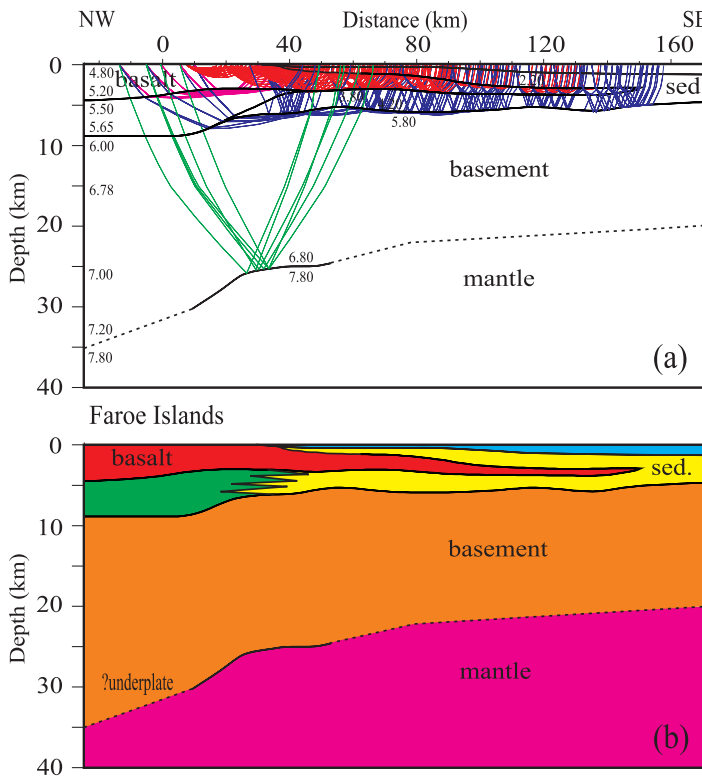 NW Distance (km) SE
0 40 80 120 160
0
4.80
basalt
5.20
sed.
5.50
5.65
5.80
6.00
10
basement
6.78
20
6.80
7.00
7.80
mantle
30
7.20
7.80
(a)
40
Depth (km)
Faroe Islands
0
basalt
sed.
10
basement
20
?underplate
mantle
30
(b)
40
Depth (km)